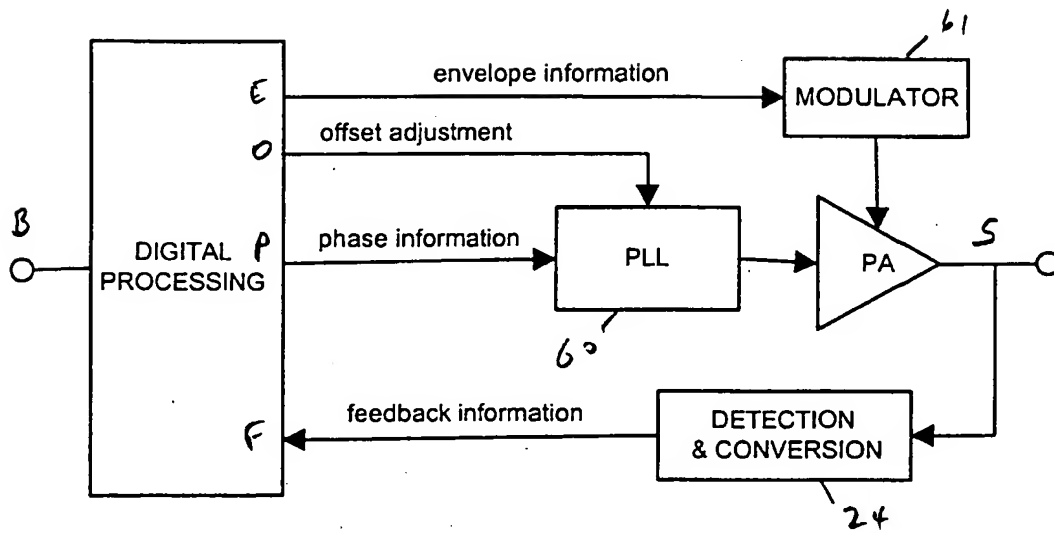 61
E
envelope information
MODULATOR
O
offset adjustment
B
P
phase information
DIGITAL
PROCESSING
PLL
PA
S
60
F
feedback information
DETECTION
& CONVERSION
24